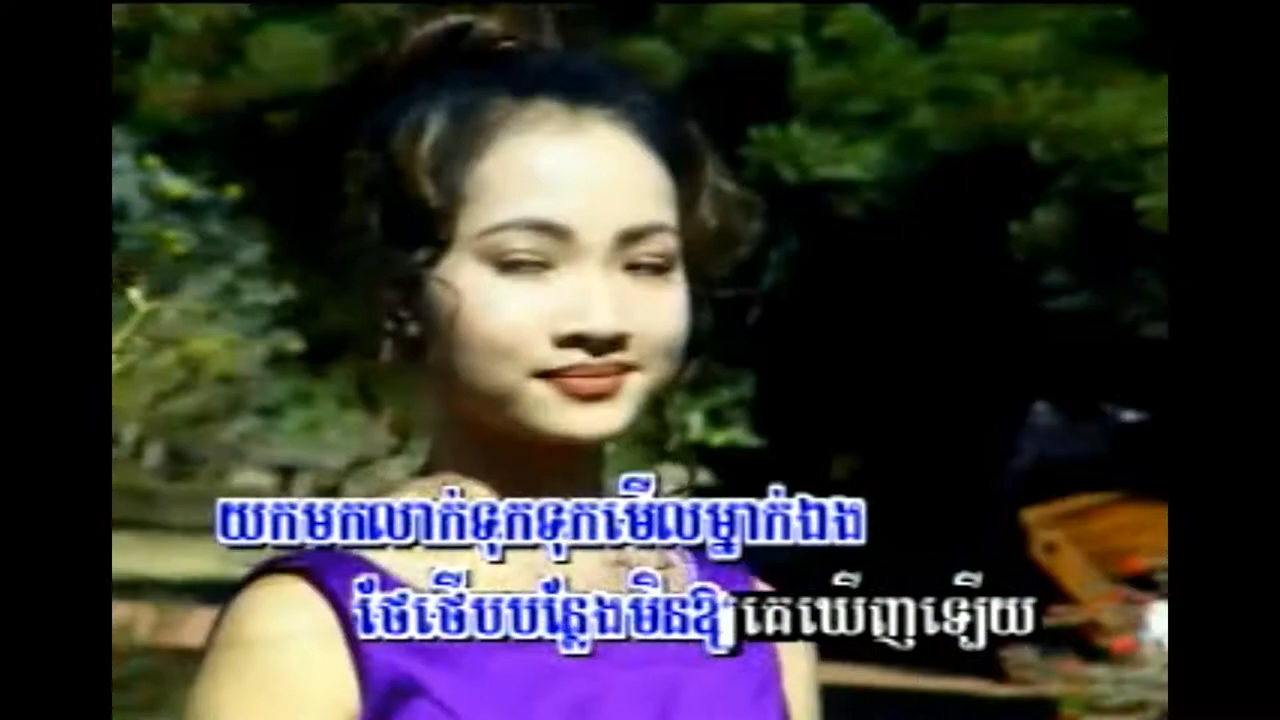 យកមកលាក់ទុកទុកមើលម្នាក់ឯង
ថែថើបបន្លែងមិនឱ្យគេឃើញឡើយ